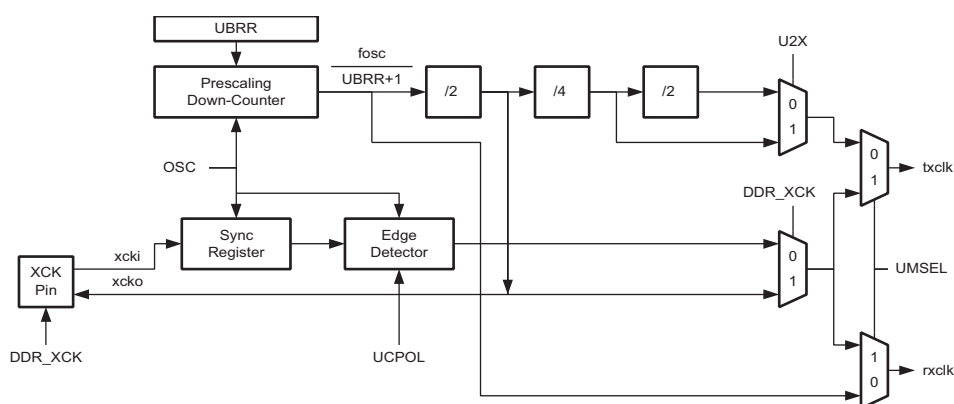 UBRR
fosc
UBRR+1
Prescaling
Down-Counter
/2
/4
/2
U2X
0
1
OSC
0
1
txclk
DDR_XCK
Sync
Register
Edge
Detector
xcki
xcko
XCK
Pin
0
1
UMSEL
DDR_XCK
UCPOL
1
0
rxclk